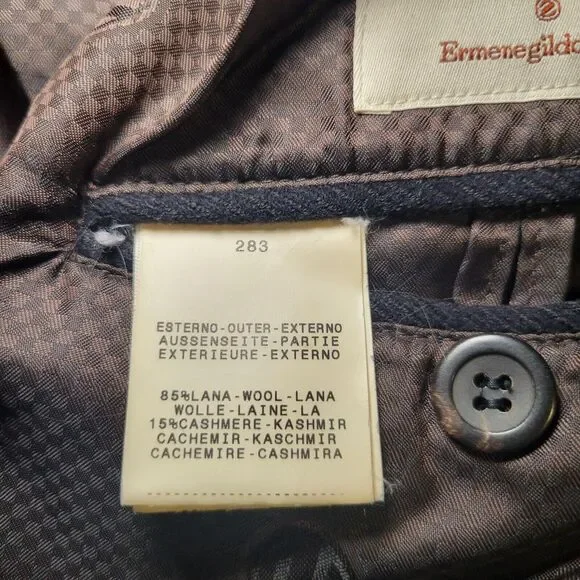 Ermenegildo
283
ESTERNO-OUTER-EXTERNO
AUSSENSEITE-PARTIE
EXTERIEURE-EXTERNO
85%LANA-WOOL-LANA
WOLLE-LAINE-LA
15%CASHMERE-KASHMIR
CACHEMIR-KASCHMIR
CACHEMIRE-CASHMIRA